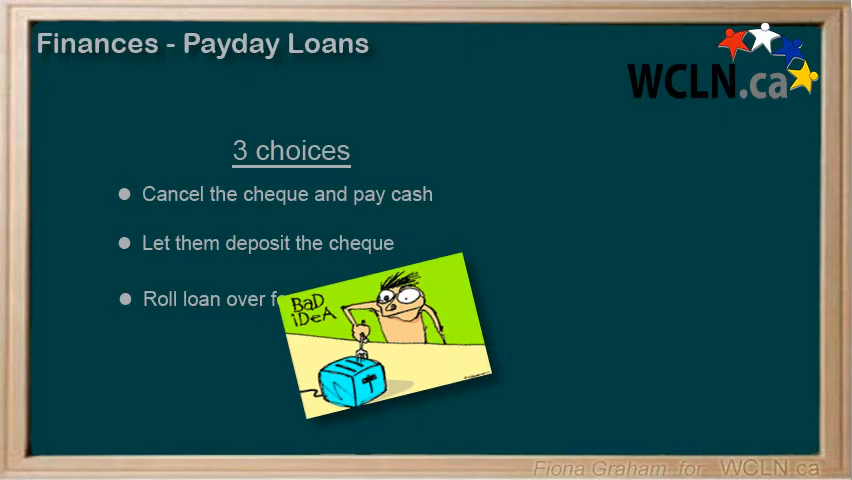 Finances - Payday Loans
WCLN.ca
3 choices
Cancel the cheque and pay cash
Let them deposit the cheque
Roll loan over
BaD
iDeA
Fiona Graham for WCLN.ca